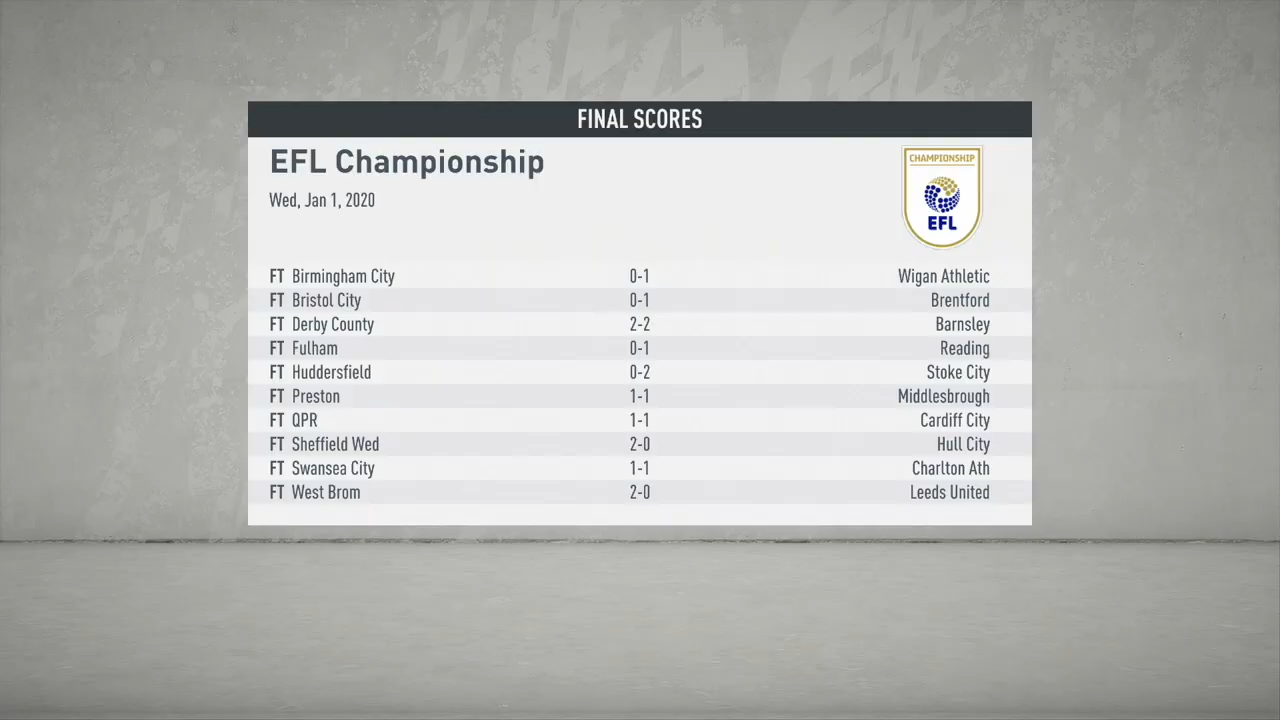 FINAL SCORES
EFL Championship
Wed, Jan 1, 2020
CHAMPIONSHIP
EFL
FT Birmingham City 0-1 Wigan Athletic
FT Bristol City 0-1 Brentford
FT Derby County 2-2 Barnsley
FT Fulham 0-1 Reading
FT Huddersfield 0-2 Stoke City
FT Preston 1-1 Middlesbrough
FT QPR 1-1 Cardiff City
FT Sheffield Wed 2-0 Hull City
FT Swansea City 1-1 Charlton Ath
FT West Brom 2-0 Leeds United